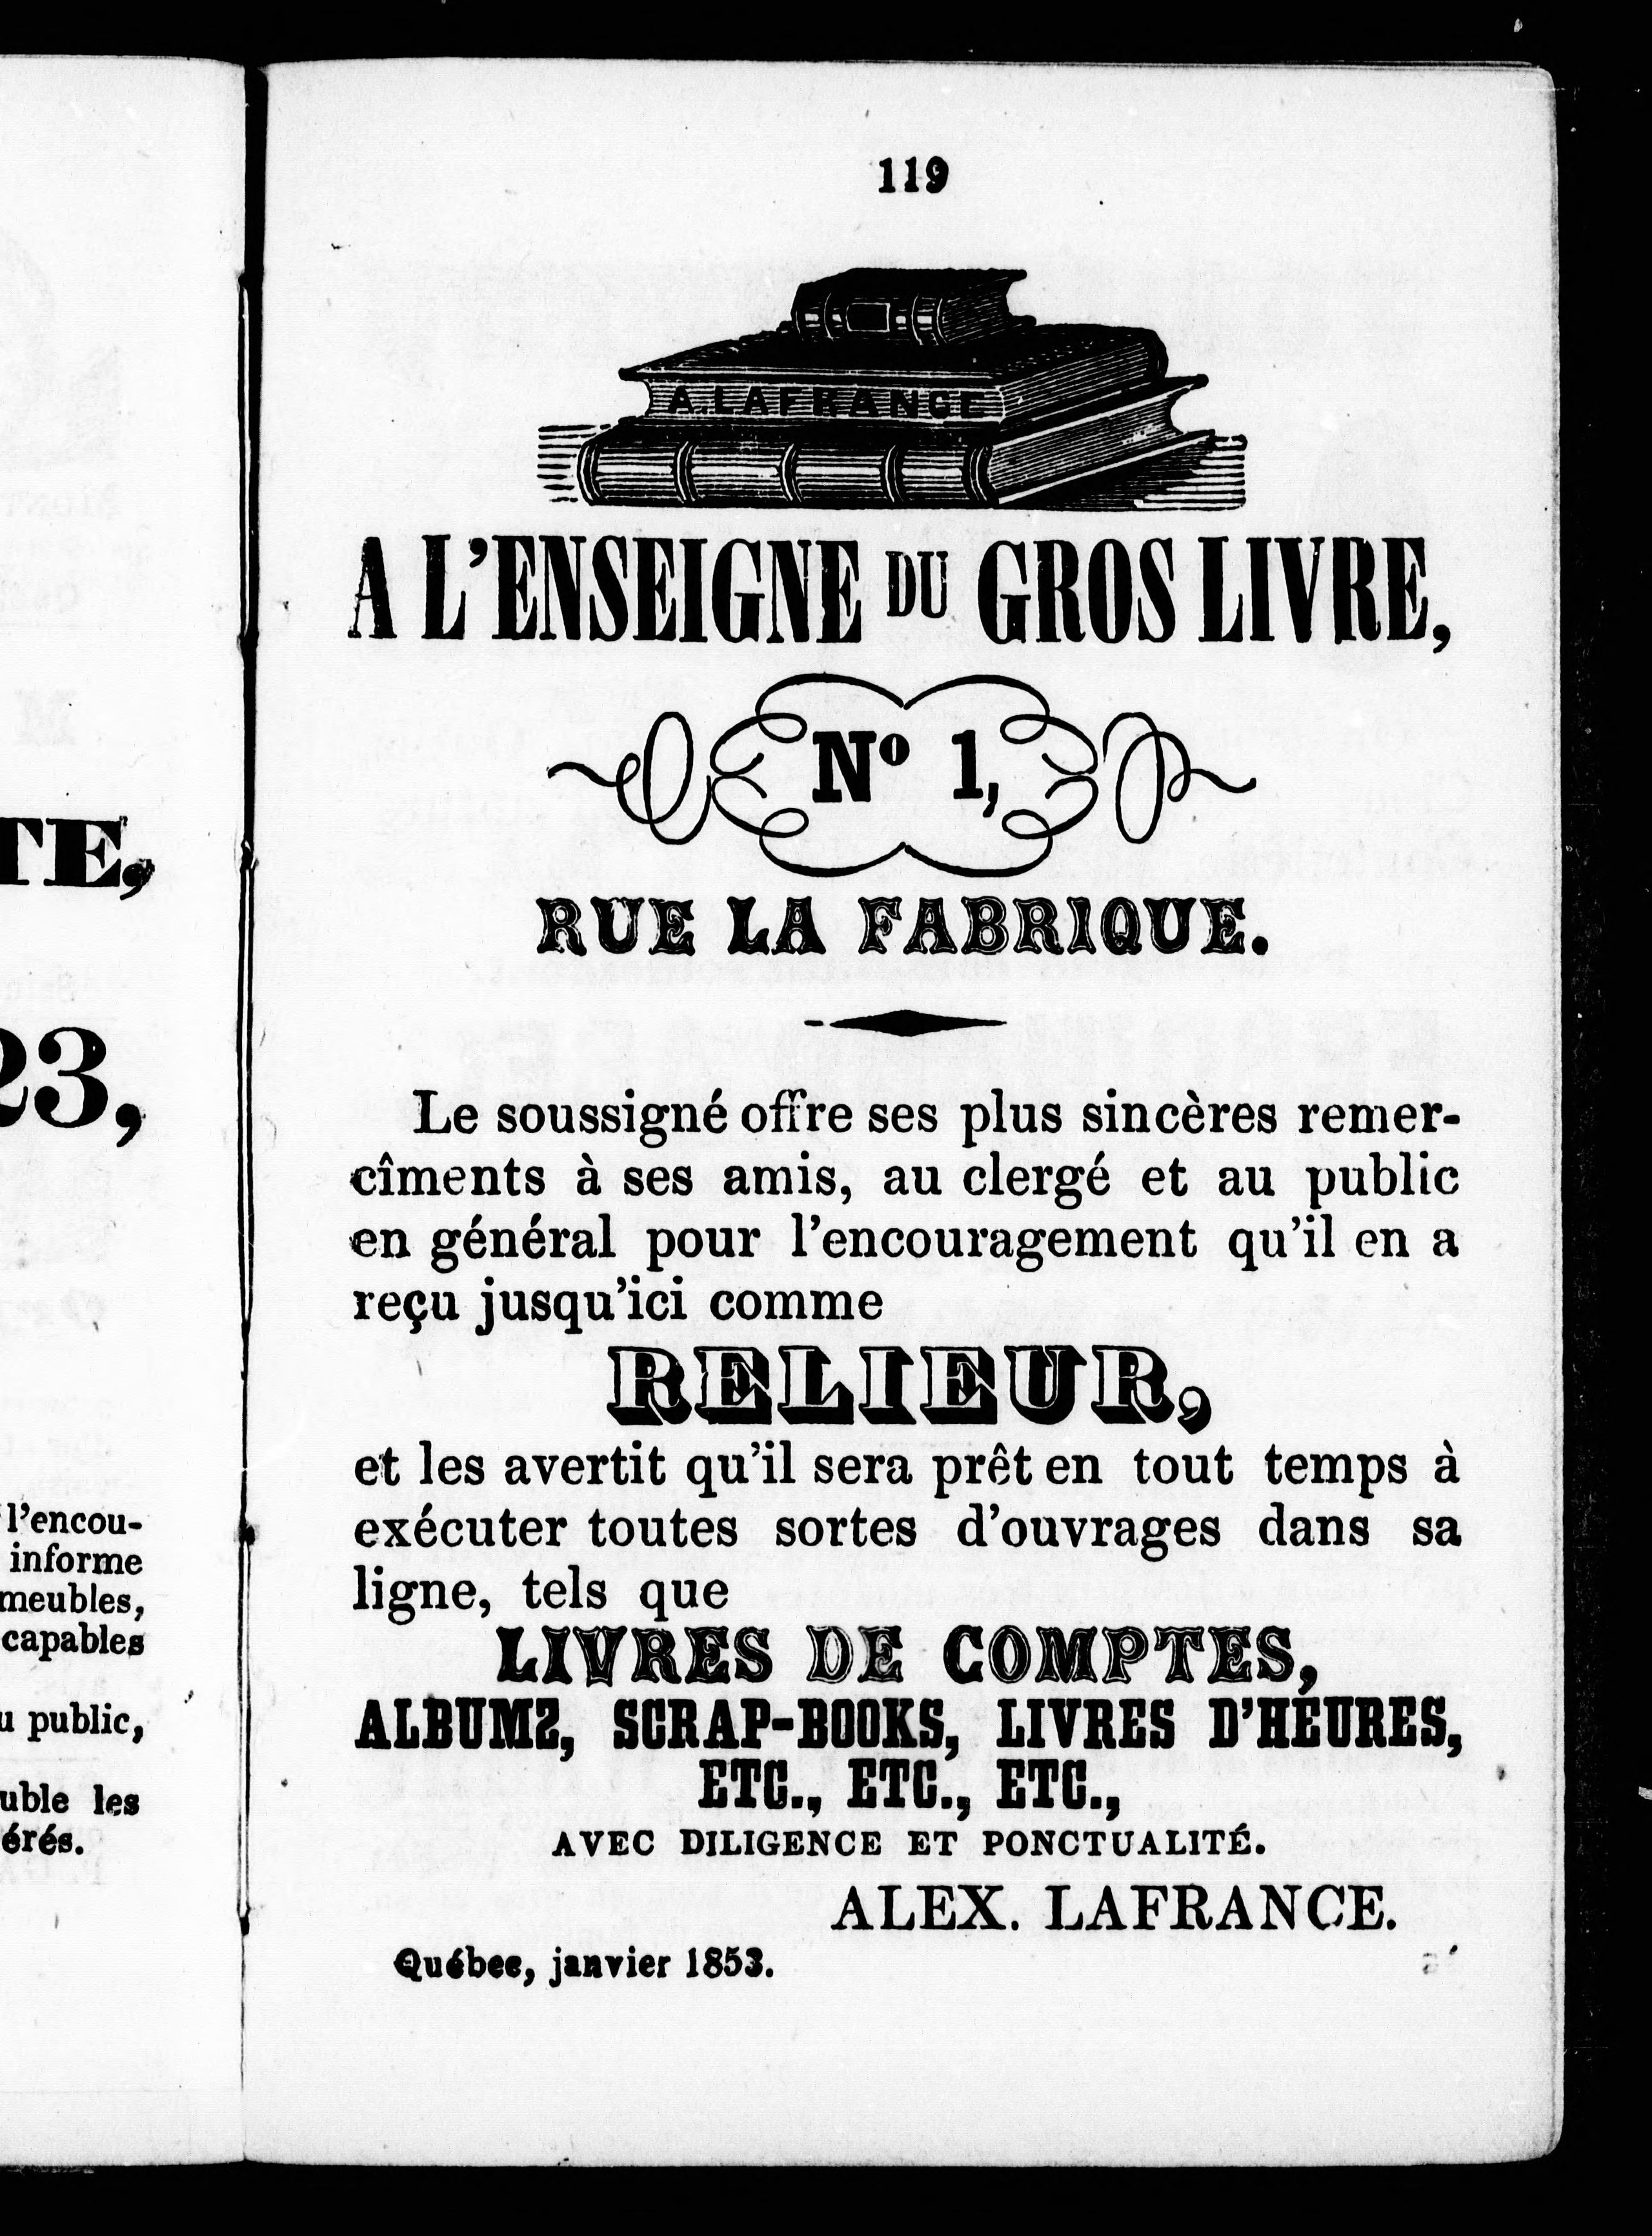 TE,
23,
l'encou-
informe
meubles,
capables
u public,
uble les
érés.
119
A. LAFRANCE
A L'ENSEIGNE DU GROS LIVRE,
Nº 1,
RUE LA FABRIQUE.
Le soussigné offre ses plus sincères remer-
cîments à ses amis, au clergé et au public
en général pour l'encouragement qu'il en a
reçu jusqu'ici comme
RELIEUR,
et les avertit qu'il sera prêt en tout temps à
exécuter toutes sortes d'ouvrages dans sa
ligne, tels que
LIVRES DE COMPTES,
ALBUMS, SCRAP-BOOKS, LIVRES D'HEURES,
ETC., ETC., ETC.,
AVEC DILIGENCE ET PONCTUALITÉ.
ALEX. LAFRANCE.
Québec, janvier 1853.